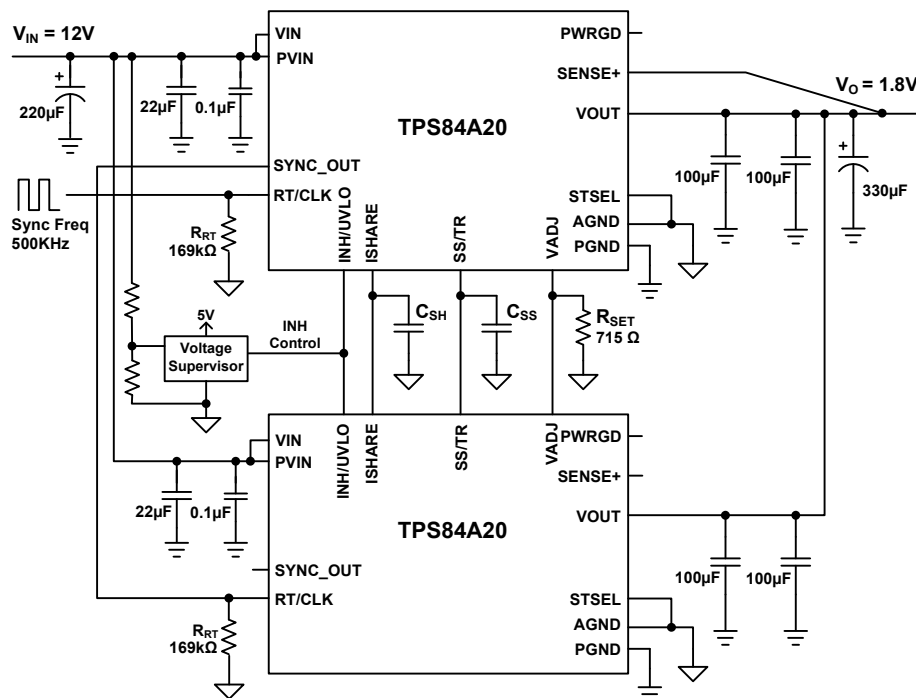 V_IN = 12V
VIN
PVIN
PWRGD
SENSE+
V_O = 1.8V
220µF
22µF
0.1µF
TPS84A20
VOUT
SYNC_OUT
RT/CLK
Sync Freq
500KHz
R_RT
169kΩ
INH/UVLO
ISHARE
SS/TR
VADJ
STSEL
AGND
PGND
100µF
100µF
330µF
5V
Voltage
Supervisor
INH
Control
C_SH
C_SS
R_SET
715 Ω
VIN
PVIN
INH/UVLO
ISHARE
SS/TR
VADJ
PWRGD
SENSE+
22µF
0.1µF
TPS84A20
VOUT
SYNC_OUT
RT/CLK
R_RT
169kΩ
STSEL
AGND
PGND
100µF
100µF